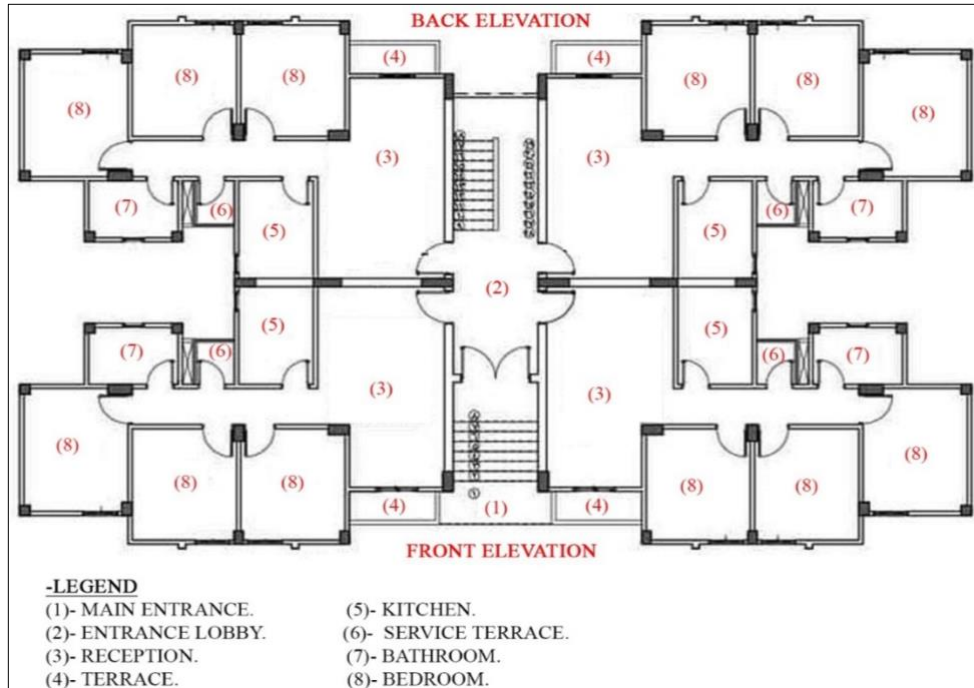 BACK ELEVATION
(4) (4)
(8) (8) (8) (8)
(8) (8)
(3) (3)
(7) (6) (6) (7)
(5) (5)
(2)
(5) (5)
(7) (6) (6) (7)
(3) (3)
(8) (8)
(8) (8) (8) (8)
(4) (1) (4)
FRONT ELEVATION
-LEGEND
(1)- MAIN ENTRANCE. (5)- KITCHEN.
(2)- ENTRANCE LOBBY. (6)- SERVICE TERRACE.
(3)- RECEPTION. (7)- BATHROOM.
(4)- TERRACE. (8)- BEDROOM.